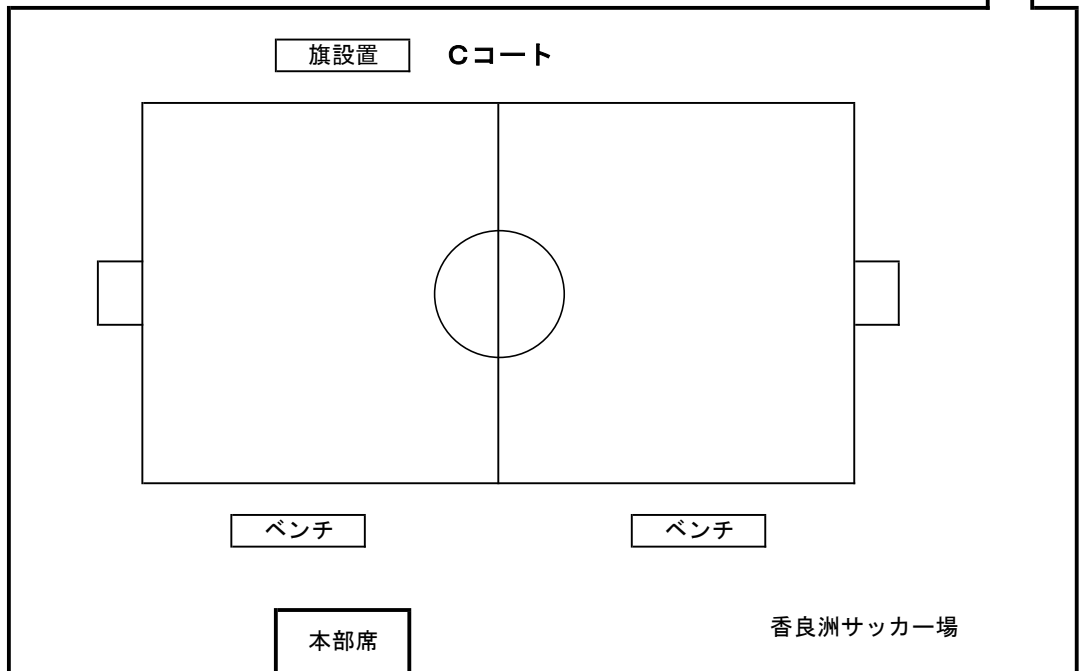 旗設置
Cコート
ベンチ
ベンチ
本部席
香良洲サッカー場